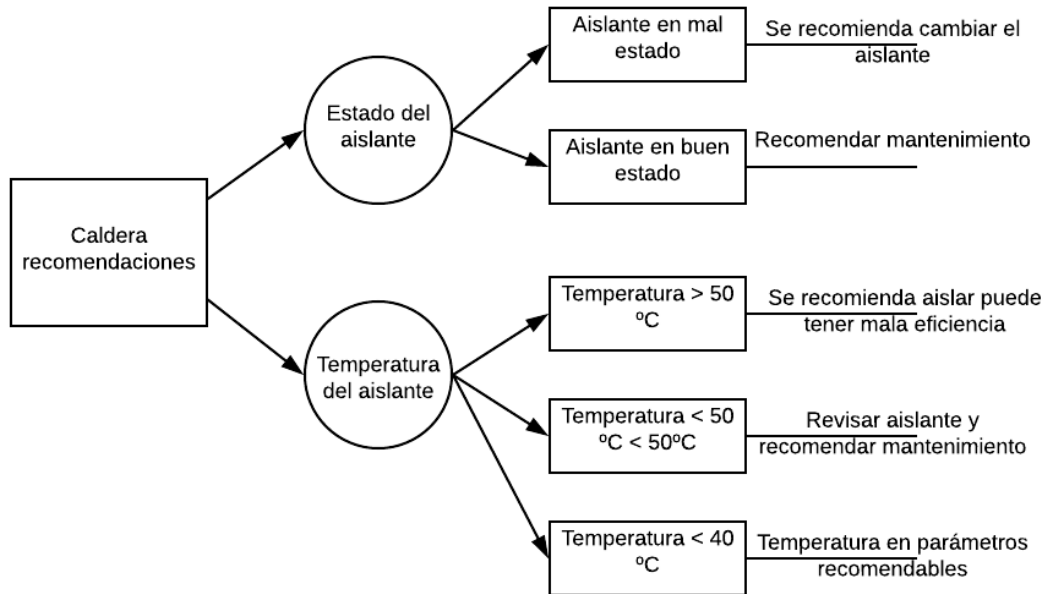 Caldera
recomendaciones
Estado del
aislante
Aislante en mal
estado
Se recomienda cambiar el
aislante
Aislante en buen
estado
Recomendar mantenimiento
Temperatura
del aislante
Temperatura > 50
ºC
Se recomienda aislar puede
tener mala eficiencia
Temperatura < 50
ºC < 50ºC
Revisar aislante y
recomendar mantenimiento
Temperatura < 40
ºC
Temperatura en parámetros
recomendables